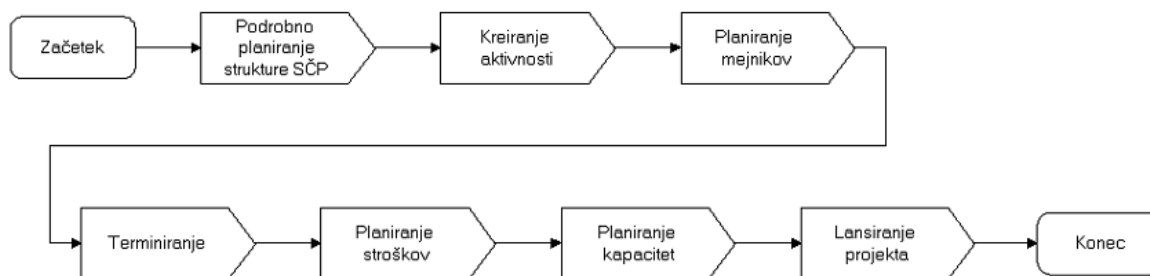 Začetek
Podrobno
planiranje
strukture SČP
Kreiranje
aktivnosti
Planiranje
mejnikov
Terminiranje
Planiranje
stroškov
Planiranje
kapacitet
Lansiranje
projekta
Konec